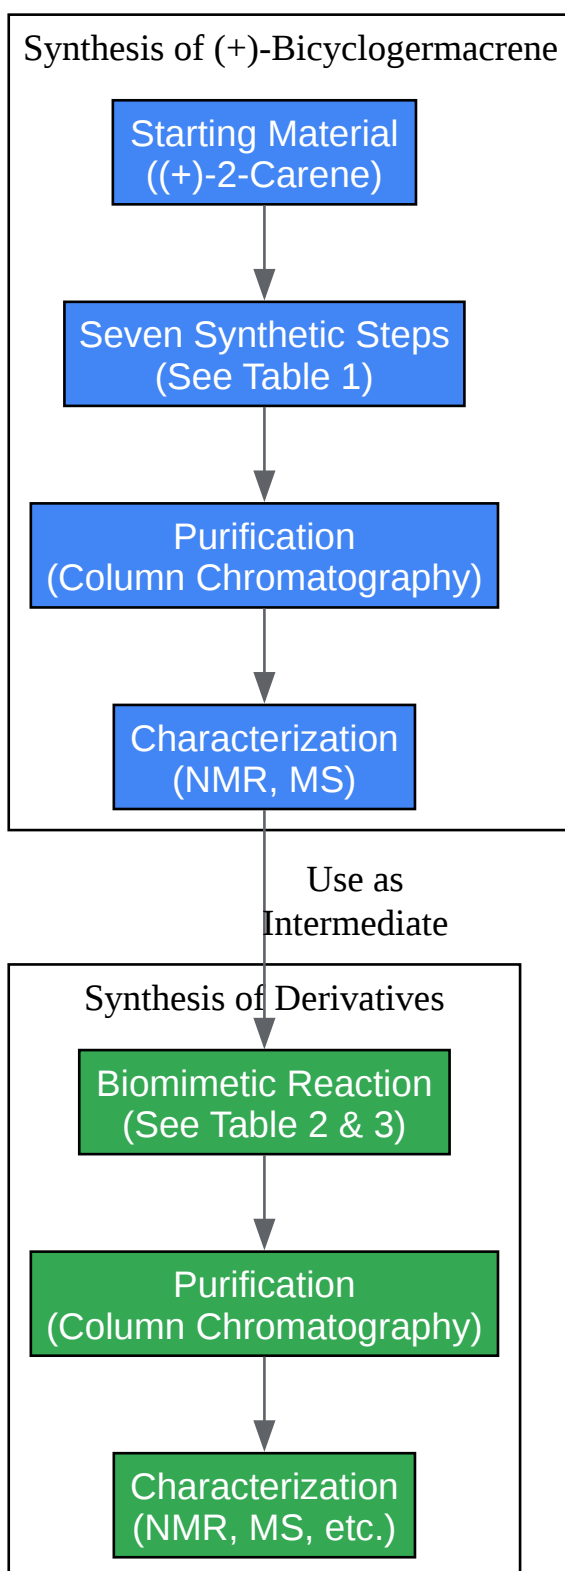 Synthesis of (+)-Bicyclogermacrene
Starting Material
((+)-2-Carene)
Seven Synthetic Steps
(See Table 1)
Purification
(Column Chromatography)
Characterization
(NMR, MS)
Use as
Intermediate
Synthesis of Derivatives
Biomimetic Reaction
(See Table 2 & 3)
Purification
(Column Chromatography)
Characterization
(NMR, MS, etc.)